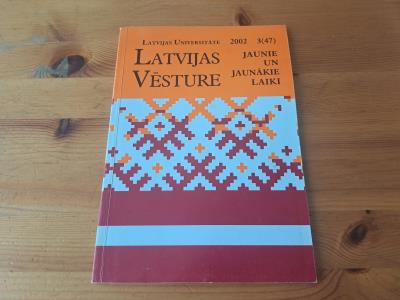 LATVIJAS UNIVERSITĀTE 2002 3(47)
LATVIJAS
VĒSTURE
JAUNIE
UN
JAUNĀKIE
LAIKI